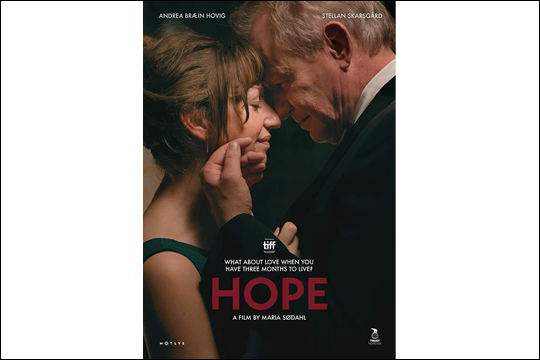 ANDREA BRÆIN HOVIG
STELLAN SKARSGÅRD
tiff
WHAT ABOUT LOVE WHEN YOU
HAVE THREE MONTHS TO LIVE?
HOPE
A FILM BY MARIA SØDAHL
MOTLYS